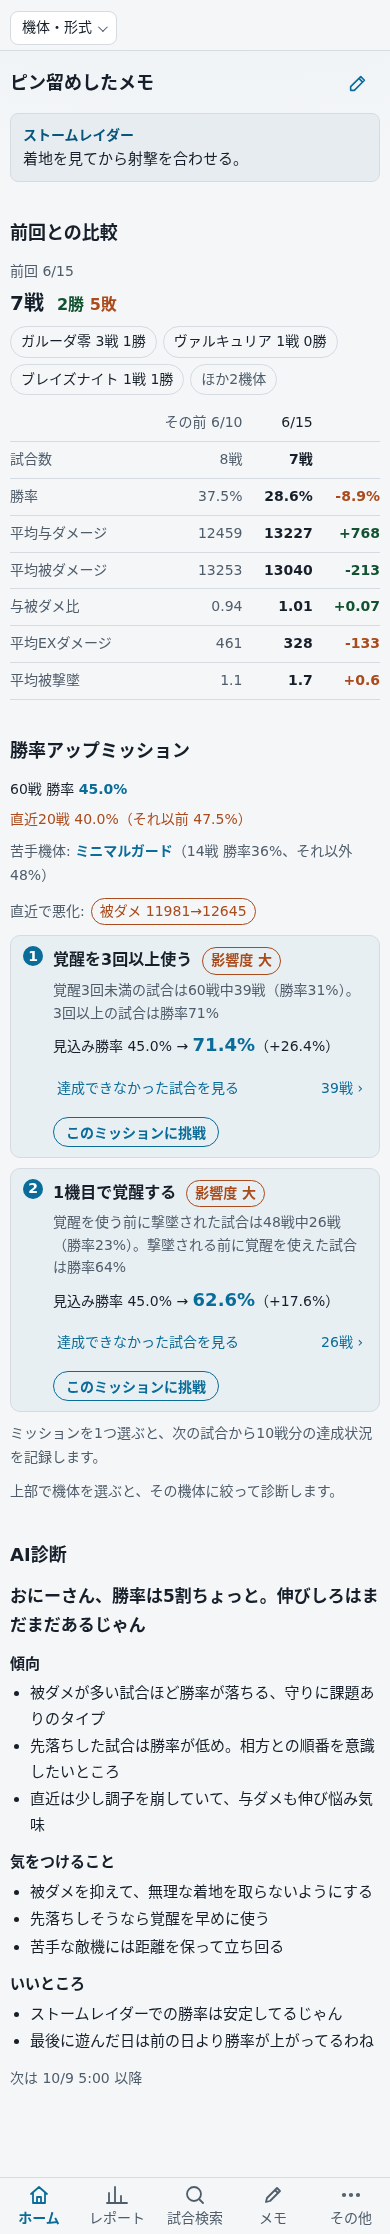 機体・形式
ピン留めしたメモ
ストームレイダー
着地を見てから射撃を合わせる。
前回との比較
前回 6/15
7戦 2勝 5敗
ガルーダ零 3戦 1勝 ヴァルキュリア 1戦 0勝
ブレイズナイト 1戦 1勝 ほか2機体
その前 6/10 6/15
試合数 8戦 7戦
勝率 37.5% 28.6% -8.9%
平均与ダメージ 12459 13227 +768
平均被ダメージ 13253 13040 -213
与被ダメ比 0.94 1.01 +0.07
平均EXダメージ 461 328 -133
平均被撃墜 1.1 1.7 +0.6
勝率アップミッション
60戦 勝率 45.0%
直近20戦 40.0%（それ以前 47.5%）
苦手機体: ミニマルガード（14戦 勝率36%、それ以外
48%）
直近で悪化: 被ダメ 11981→12645
1 覚醒を3回以上使う 影響度 大
覚醒3回未満の試合は60戦中39戦（勝率31%）。
3回以上の試合は勝率71%
見込み勝率 45.0% → 71.4%（+26.4%）
達成できなかった試合を見る 39戦 ›
このミッションに挑戦
2 1機目で覚醒する 影響度 大
覚醒を使う前に撃墜された試合は48戦中26戦
（勝率23%）。撃墜される前に覚醒を使えた試合
は勝率64%
見込み勝率 45.0% → 62.6%（+17.6%）
達成できなかった試合を見る 26戦 ›
このミッションに挑戦
ミッションを1つ選ぶと、次の試合から10戦分の達成状況
を記録します。
上部で機体を選ぶと、その機体に絞って診断します。
AI診断
おにーさん、勝率は5割ちょっと。伸びしろはま
だまだあるじゃん
傾向
• 被ダメが多い試合ほど勝率が落ちる、守りに課題あ
りのタイプ
• 先落ちした試合は勝率が低め。相方との順番を意識
したいところ
• 直近は少し調子を崩していて、与ダメも伸び悩み気
味
気をつけること
• 被ダメを抑えて、無理な着地を取らないようにする
• 先落ちしそうなら覚醒を早めに使う
• 苦手な敵機には距離を保って立ち回る
いいところ
• ストームレイダーでの勝率は安定してるじゃん
• 最後に遊んだ日は前の日より勝率が上がってるわね
次は 10/9 5:00 以降
ホーム レポート 試合検索 メモ その他